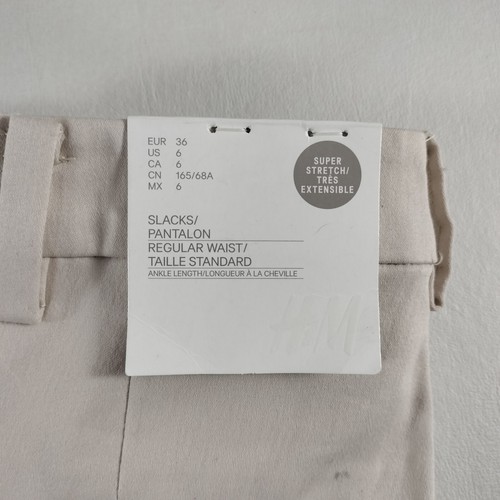 EUR 36
US 6
CA 6
CN 165/68A
MX 6
SUPER
STRETCH/
TRÈS
EXTENSIBLE
SLACKS/
PANTALON
REGULAR WAIST/
TAILLE STANDARD
ANKLE LENGTH/LONGUEUR À LA CHEVILLE
H&M